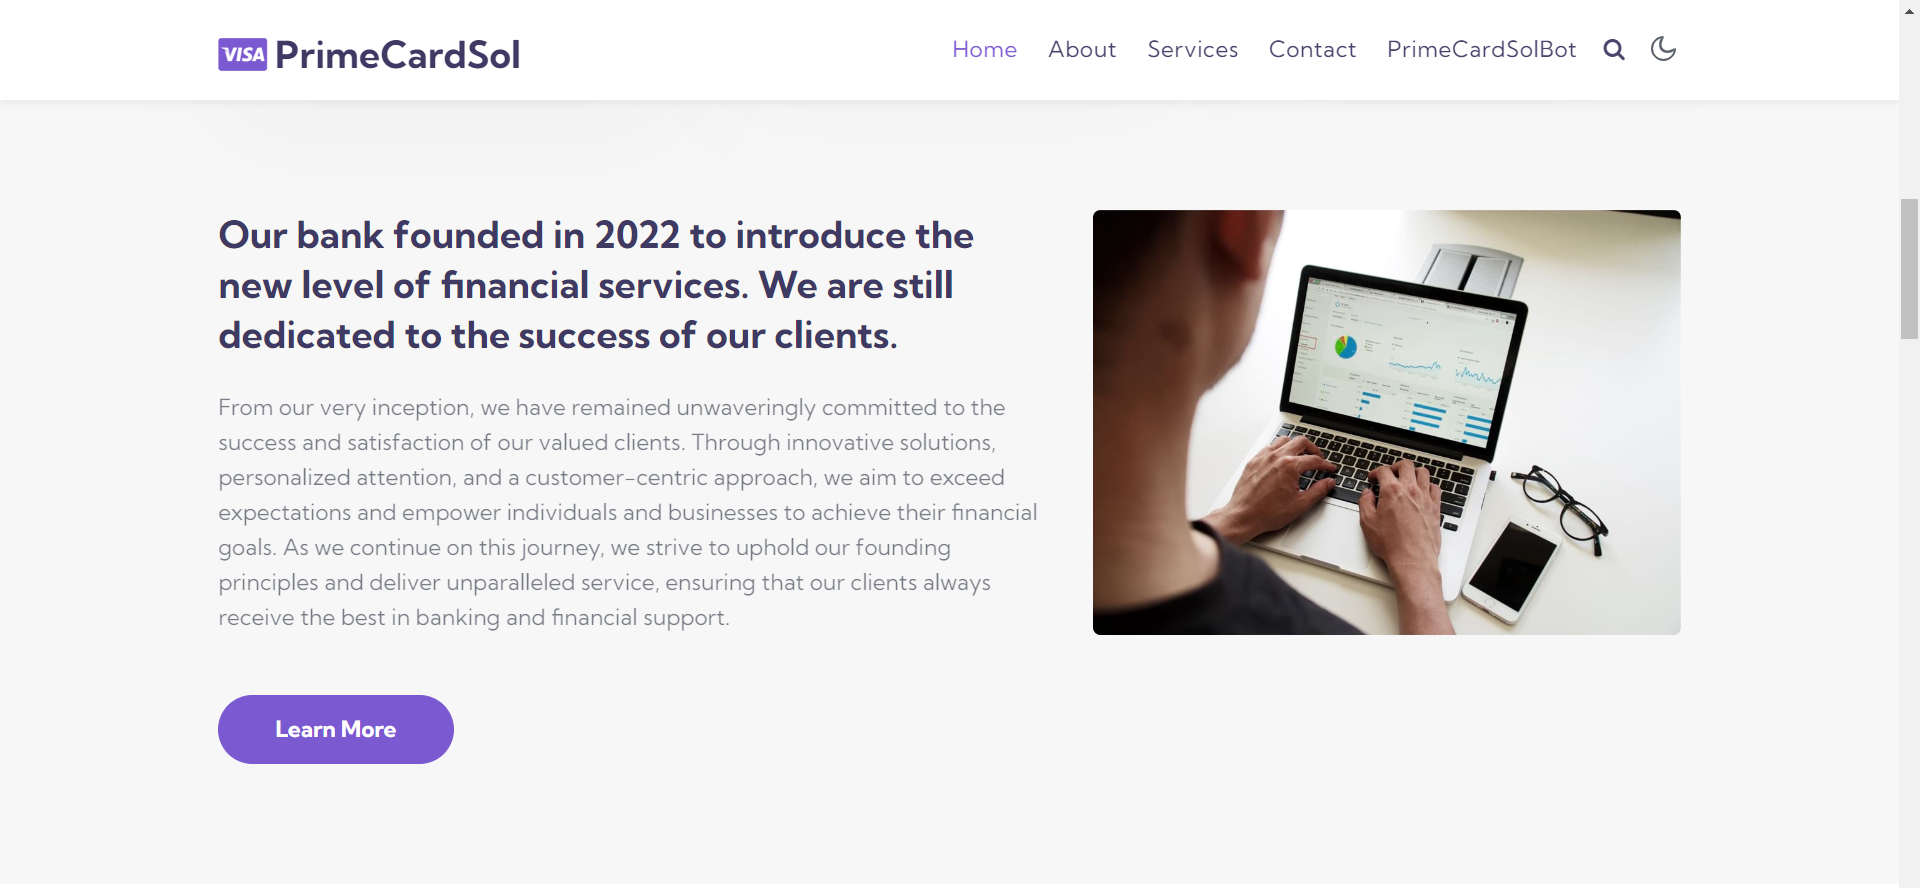 VISA PrimeCardSol
Home About Services Contact PrimeCardSolBot
Our bank founded in 2022 to introduce the
new level of financial services. We are still
dedicated to the success of our clients.
From our very inception, we have remained unwaveringly committed to the
success and satisfaction of our valued clients. Through innovative solutions,
personalized attention, and a customer-centric approach, we aim to exceed
expectations and empower individuals and businesses to achieve their financial
goals. As we continue on this journey, we strive to uphold our founding
principles and deliver unparalleled service, ensuring that our clients always
receive the best in banking and financial support.
Learn More